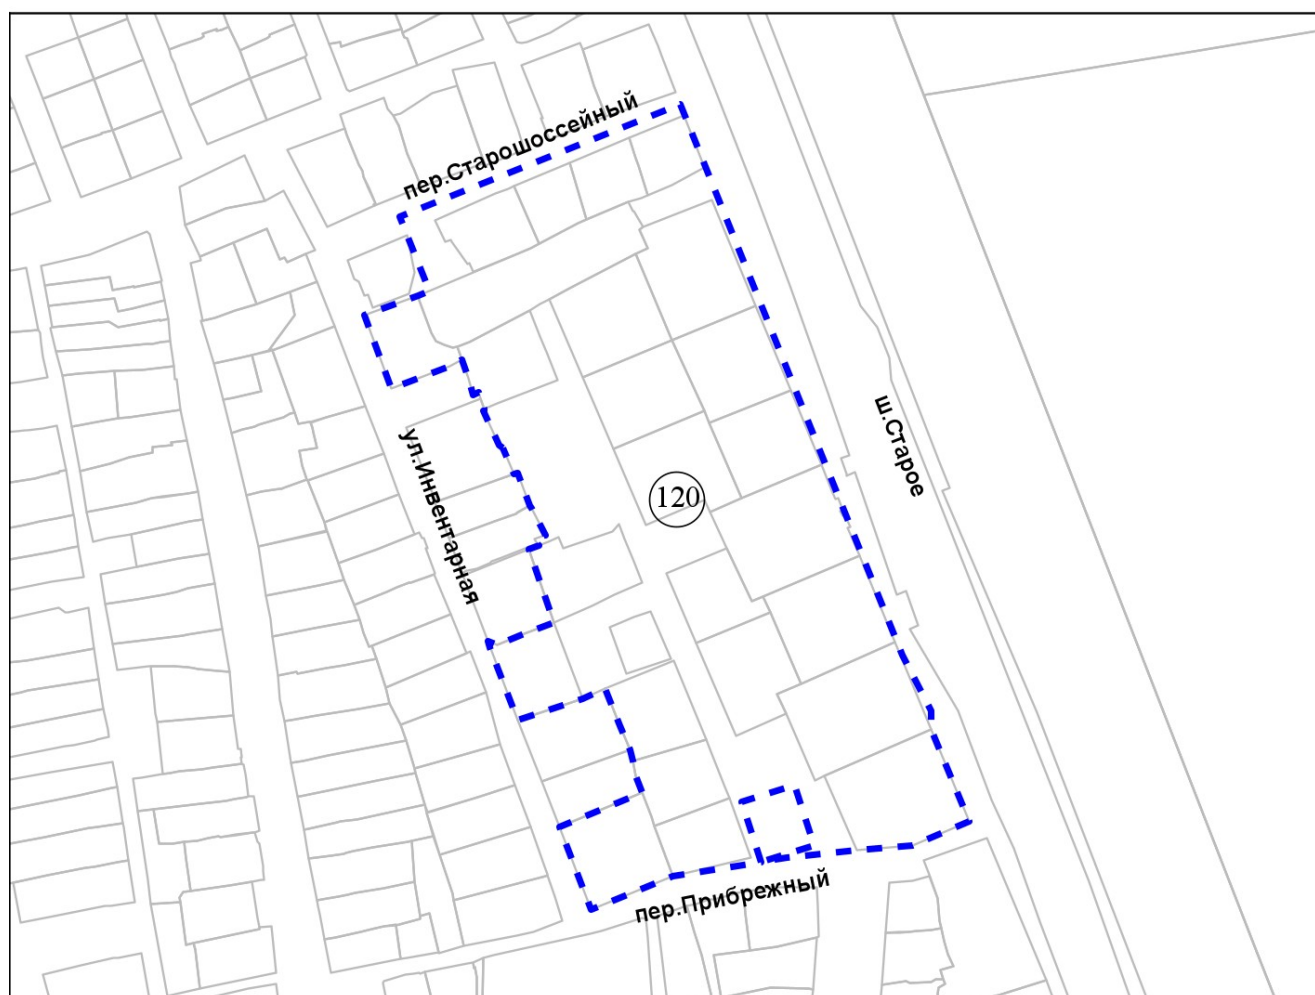 пер.Старошоссейный
ш.Старое
ул.Инвентарная
120
пер.Прибрежный